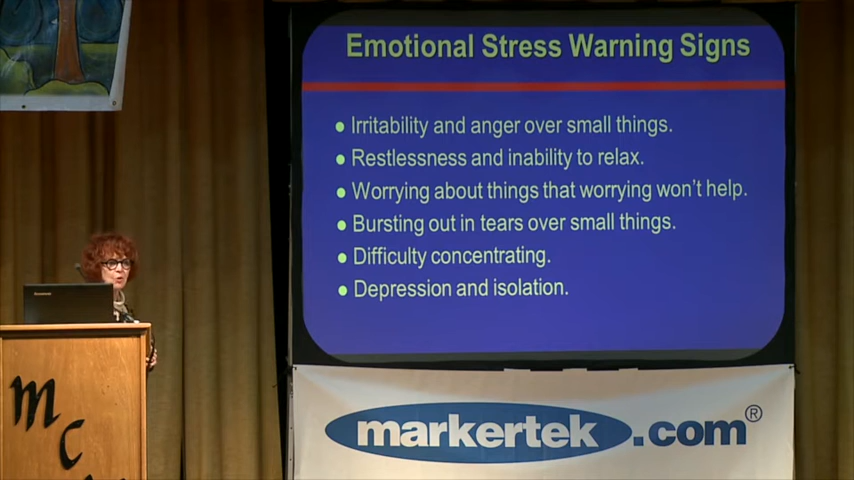 Emotional Stress Warning Signs
● Irritability and anger over small things.
● Restlessness and inability to relax.
● Worrying about things that worrying won't help.
● Bursting out in tears over small things.
● Difficulty concentrating.
● Depression and isolation.
lenovo
m
C
markertek.com®